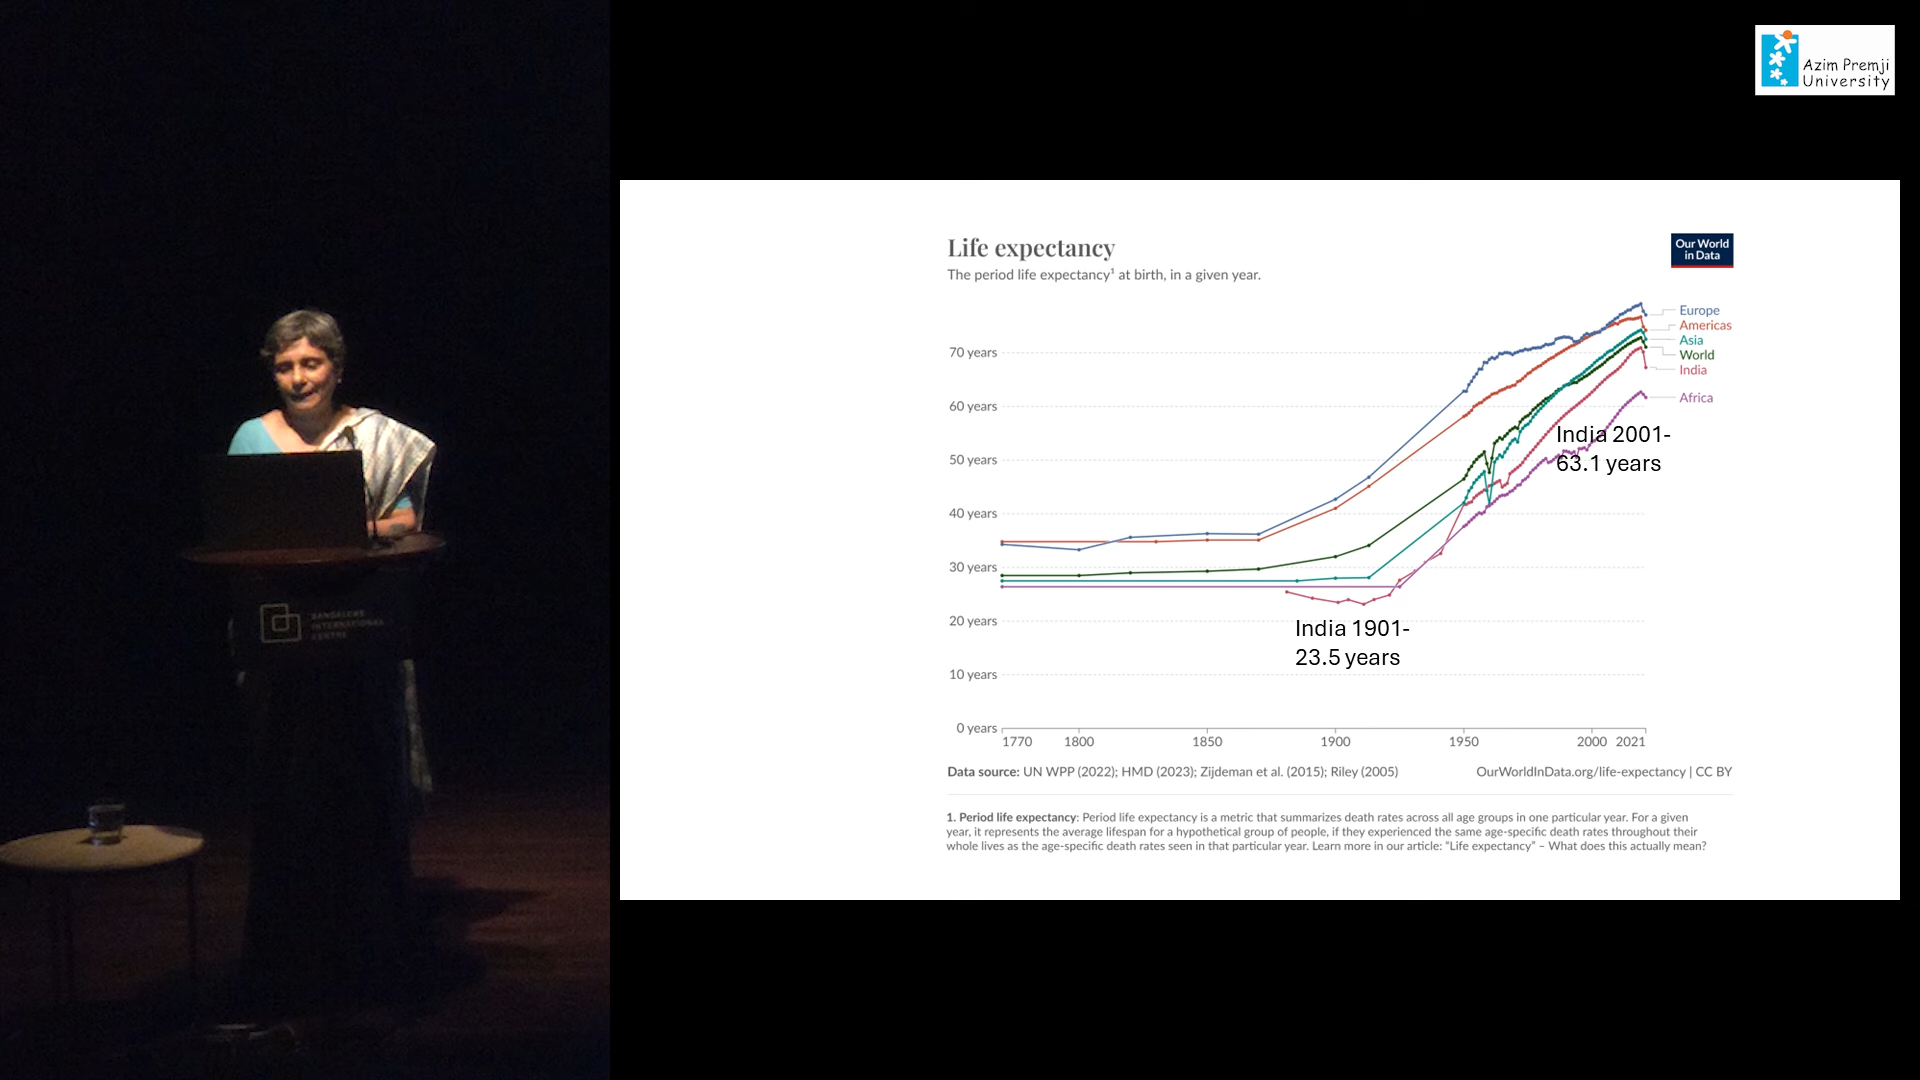 Azim Premji
University
Life expectancy
The period life expectancy¹ at birth, in a given year.
Our World
in Data
Europe
Americas
Asia
World
India
Africa
70 years
60 years
50 years
40 years
30 years
20 years
10 years
0 years
India 2001-
63.1 years
India 1901-
23.5 years
1770 1800 1850 1900 1950 2000 2021
Data source: UN WPP (2022); HMD (2023); Zijdeman et al. (2015); Riley (2005)
OurWorldInData.org/life-expectancy | CC BY
1. Period life expectancy: Period life expectancy is a metric that summarizes death rates across all age groups in one particular year. For a given
year, it represents the average lifespan for a hypothetical group of people, if they experienced the same age-specific death rates throughout their
whole lives as the age-specific death rates seen in that particular year. Learn more in our article: “Life expectancy” – What does this actually mean?
BANGALORE
INTERNATIONAL
CENTRE